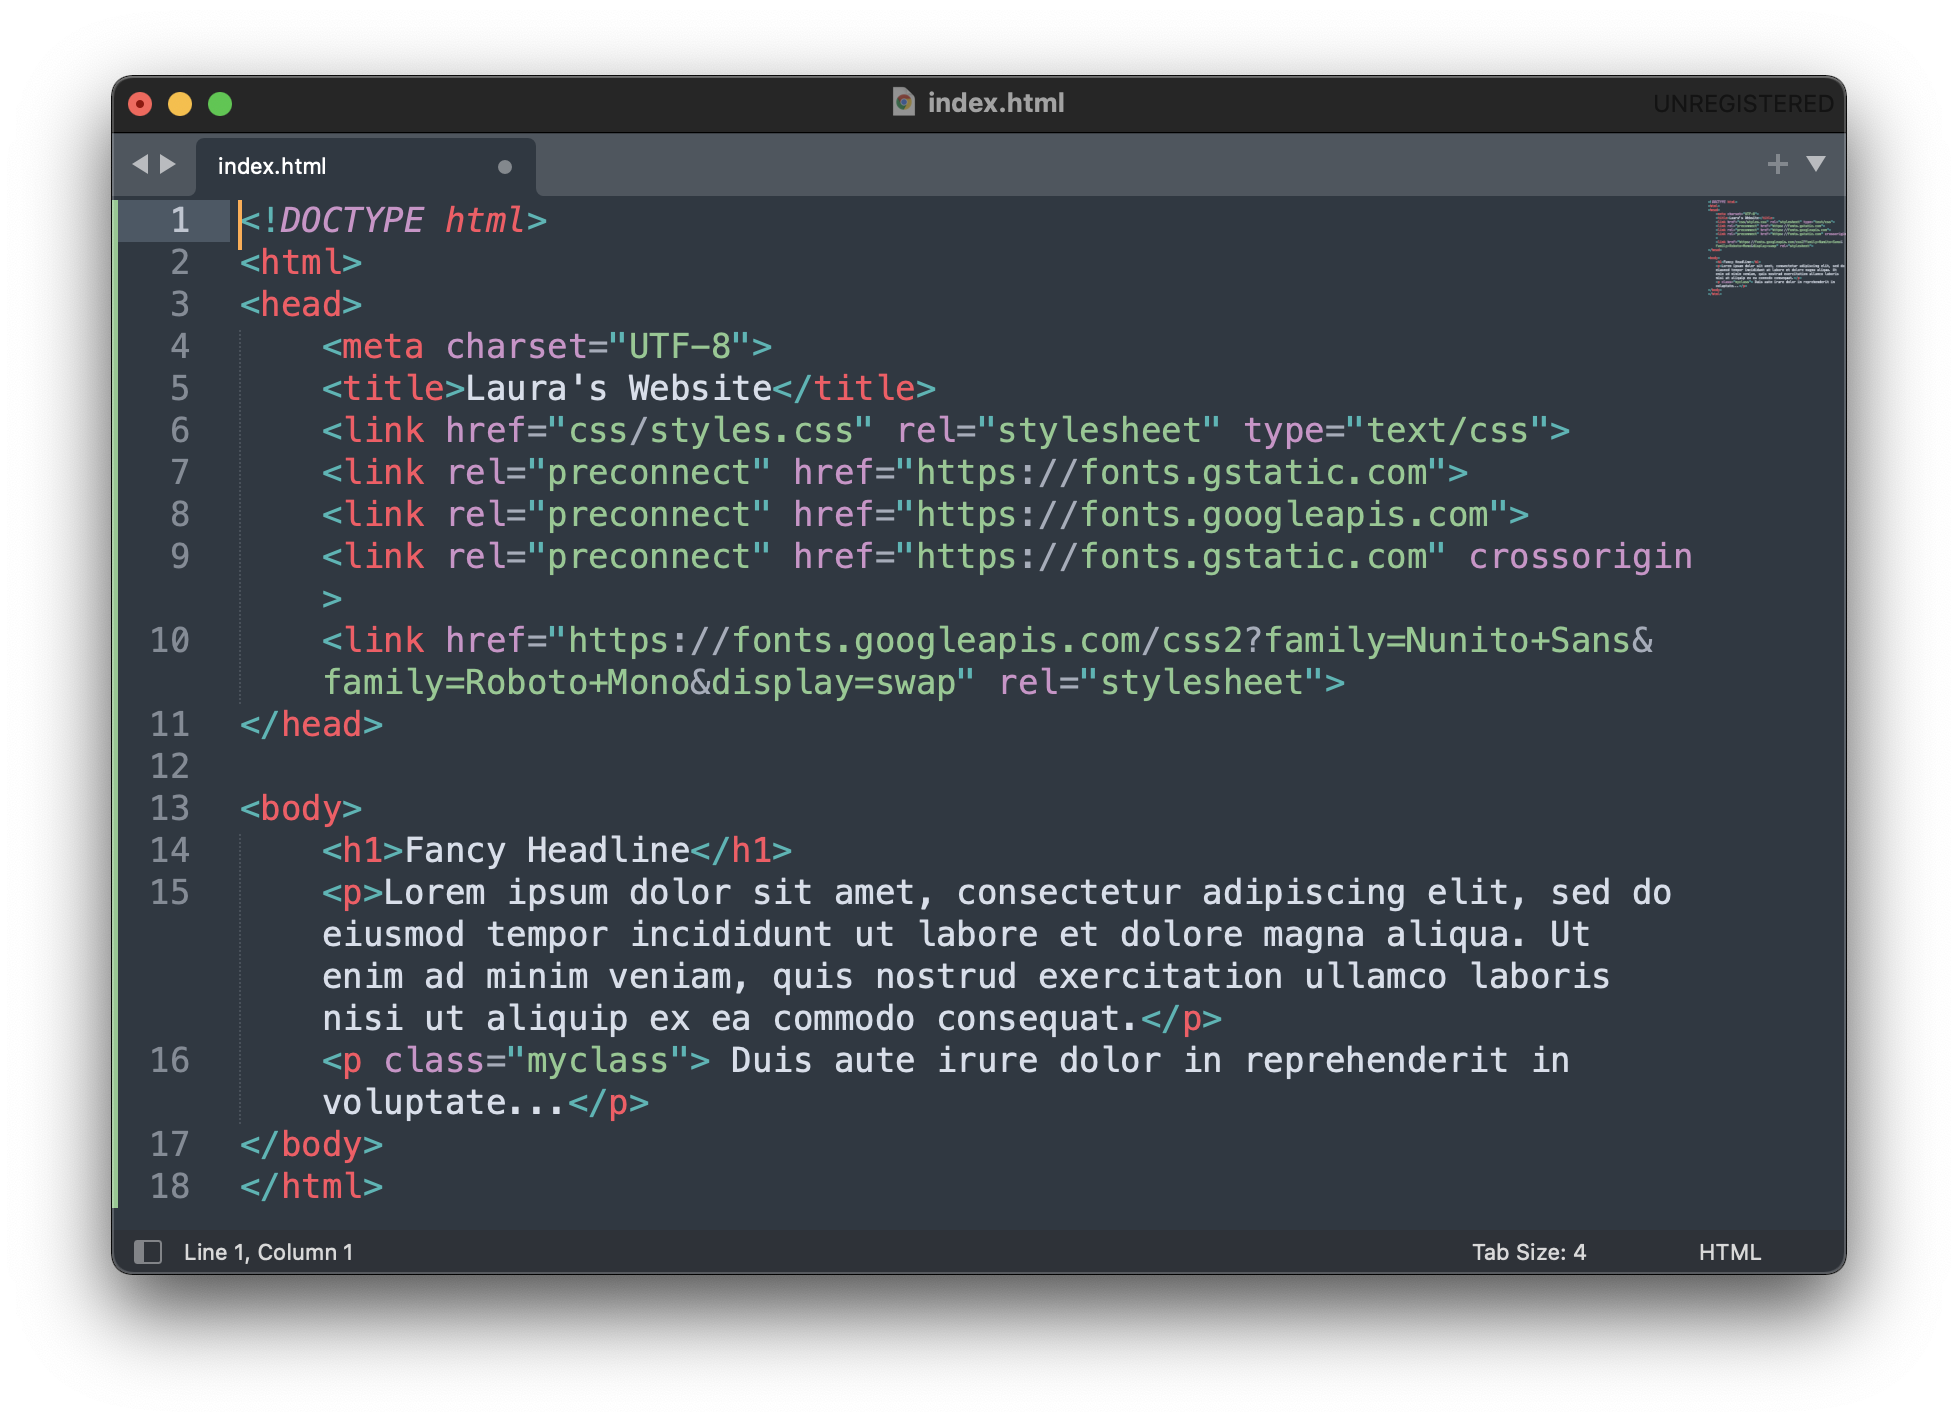 index.html
UNREGISTERED
index.html
1 <!DOCTYPE html>
2 <html>
3 <head>
4 <meta charset="UTF-8">
5 <title>Laura's Website</title>
6 <link href="css/styles.css" rel="stylesheet" type="text/css">
7 <link rel="preconnect" href="https://fonts.gstatic.com">
8 <link rel="preconnect" href="https://fonts.googleapis.com">
9 <link rel="preconnect" href="https://fonts.gstatic.com" crossorigin
>
10 <link href="https://fonts.googleapis.com/css2?family=Nunito+Sans&
family=Roboto+Mono&display=swap" rel="stylesheet">
11 </head>
12
13 <body>
14 <h1>Fancy Headline</h1>
15 <p>Lorem ipsum dolor sit amet, consectetur adipiscing elit, sed do
eiusmod tempor incididunt ut labore et dolore magna aliqua. Ut
enim ad minim veniam, quis nostrud exercitation ullamco laboris
nisi ut aliquip ex ea commodo consequat.</p>
16 <p class="myclass"> Duis aute irure dolor in reprehenderit in
voluptate...</p>
17 </body>
18 </html>
Line 1, Column 1
Tab Size: 4
HTML